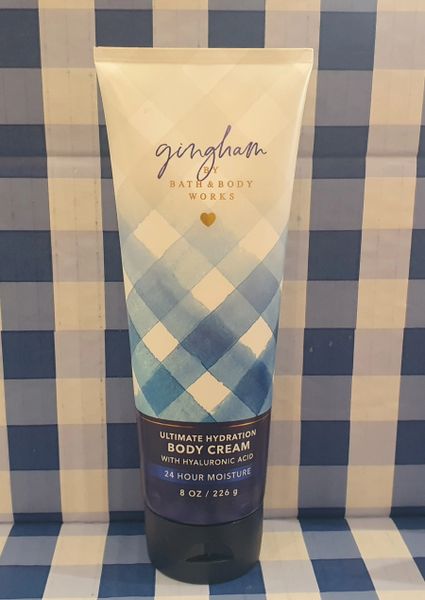 gingham
BY
BATH & BODY
WORKS
ULTIMATE HYDRATION
BODY CREAM
WITH HYALURONIC ACID
24 HOUR MOISTURE
8 OZ / 226 g